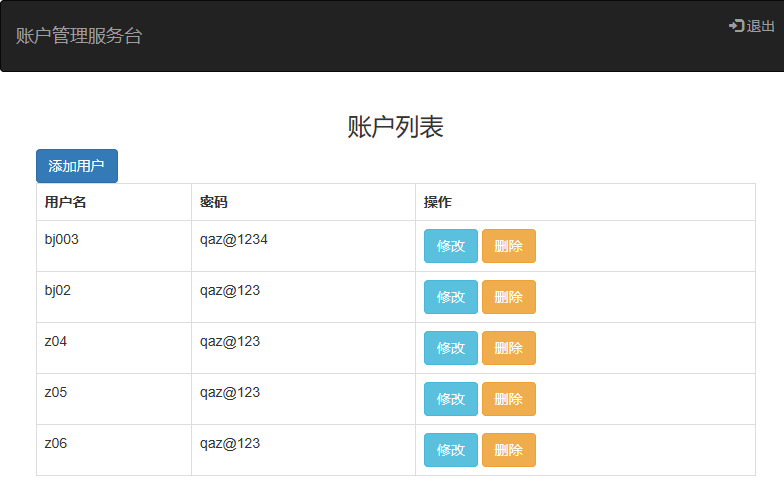 账户管理服务台
退出
账户列表
添加用户
用户名 密码 操作
bj003 qaz@1234 修改 删除
bj02 qaz@123 修改 删除
z04 qaz@123 修改 删除
z05 qaz@123 修改 删除
z06 qaz@123 修改 删除